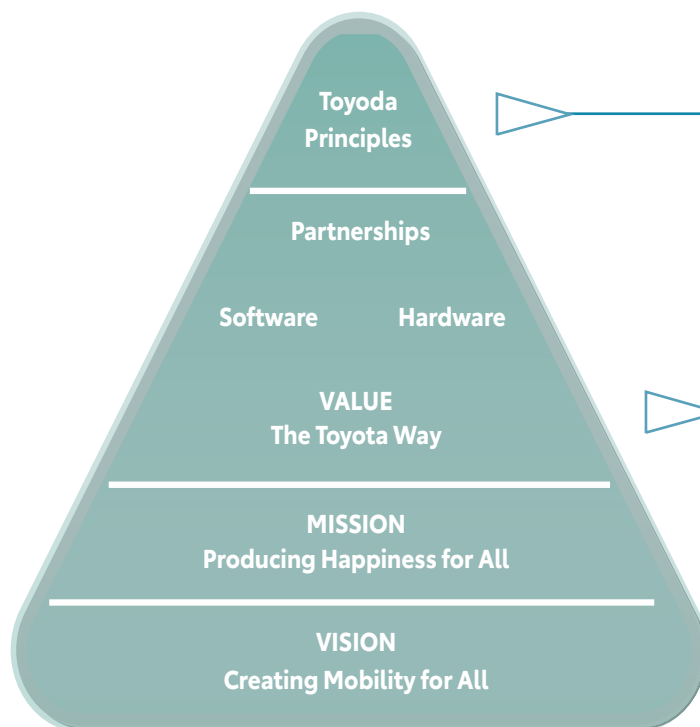 Toyoda
Principles
Partnerships
Software Hardware
VALUE
The Toyota Way
MISSION
Producing Happiness for All
VISION
Creating Mobility for All